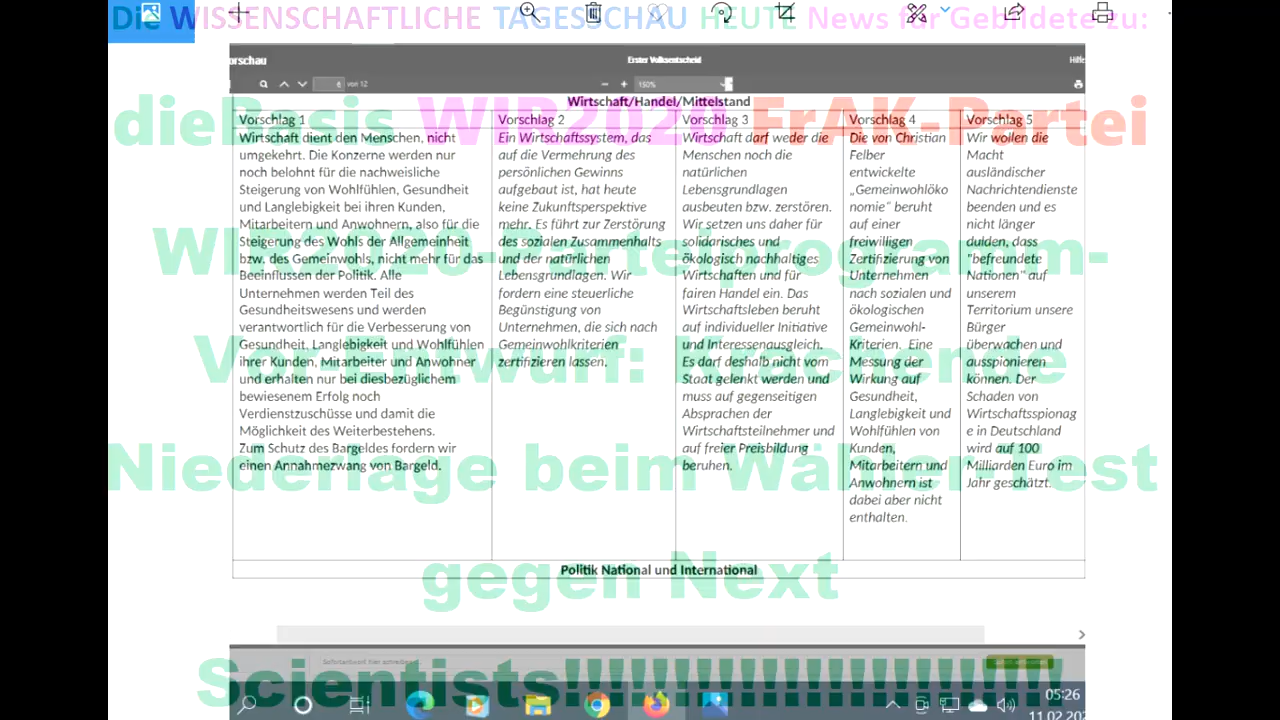 Die WISSENSCHAFTLICHE TAGESSCHAU HEUTE News für Gebildete zu:
orschau
Erster Volksentscheid
Hilfe
6 von 12
150%
dieBasis WIR2020 FrAK-Partei
WIR2020-Parteiprogramm-
Vor-Entwurf: Krachende
Niederlage beim Wähler-Test
gegen Next
Scientists!!!!!!!!!!!!!!!!!!!!!!!
Wirtschaft/Handel/Mittelstand
Vorschlag 1
Wirtschaft dient den Menschen, nicht
umgekehrt. Die Konzerne werden nur
noch belohnt für die nachweisliche
Steigerung von Wohlfühlen, Gesundheit
und Langlebigkeit bei ihren Kunden,
Mitarbeitern und Anwohnern, also für die
Steigerung des Wohls der Allgemeinheit
bzw. des Gemeinwohls, nicht mehr für das
Beeinflussen der Politik. Alle
Unternehmen werden Teil des
Gesundheitswesens und werden
verantwortlich für die Verbesserung von
Gesundheit, Langlebigkeit und Wohlfühlen
ihrer Kunden, Mitarbeiter und Anwohner
und erhalten nur bei diesbezüglichem
bewiesenem Erfolg noch
Verdienstzuschüsse und damit die
Möglichkeit des Weiterbestehens.
Zum Schutz des Bargeldes fordern wir
einen Annahmezwang von Bargeld.
Vorschlag 2
Ein Wirtschaftssystem, das
auf die Vermehrung des
persönlichen Gewinns
aufgebaut ist, hat heute
keine Zukunftsperspektive
mehr. Es führt zur Zerstörung
des sozialen Zusammenhalts
und der natürlichen
Lebensgrundlagen. Wir
fordern eine steuerliche
Begünstigung von
Unternehmen, die sich nach
Gemeinwohlkriterien
zertifizieren lassen.
Vorschlag 3
Wirtschaft darf weder die
Menschen noch die
natürlichen
Lebensgrundlagen
ausbeuten bzw. zerstören.
Wir setzen uns daher für
solidarisches und
ökologisch nachhaltiges
Wirtschaften und für
fairen Handel ein. Das
Wirtschaftsleben beruht
auf individueller Initiative
und Interessenausgleich.
Es darf deshalb nicht vom
Staat gelenkt werden und
muss auf gegenseitigen
Absprachen der
Wirtschaftsteilnehmer und
auf freier Preisbildung
beruhen.
Vorschlag 4
Die von Christian
Felber
entwickelte
„Gemeinwohlöko
nomie“ beruht
auf einer
freiwilligen
Zertifizierung von
Unternehmen
nach sozialen und
ökologischen
Gemeinwohl-
Kriterien. Eine
Messung der
Wirkung auf
Gesundheit,
Langlebigkeit und
Wohlfühlen von
Kunden,
Mitarbeitern und
Anwohnern ist
dabei aber nicht
enthalten.
Vorschlag 5
Wir wollen die
Macht
ausländischer
Nachrichtendienste
beenden und es
nicht länger
dulden, dass
"befreundete
Nationen" auf
unserem
Territorium unsere
Bürger
überwachen und
ausspionieren
können. Der
Schaden von
Wirtschaftsspionag
e in Deutschland
wird auf 100
Milliarden Euro im
Jahr geschätzt.
Politik National und International
05:26
11.02.202